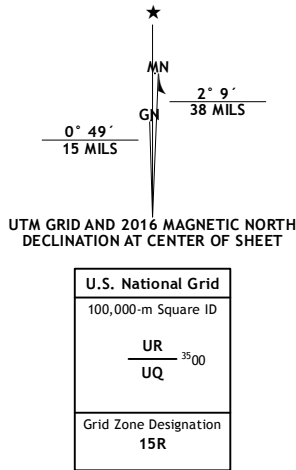 ★
MN
GN
2° 9´
38 MILS
0° 49´
15 MILS
UTM GRID AND 2016 MAGNETIC NORTH
DECLINATION AT CENTER OF SHEET
U.S. National Grid
100,000-m Square ID
UR
³⁵00
UQ
Grid Zone Designation
15R